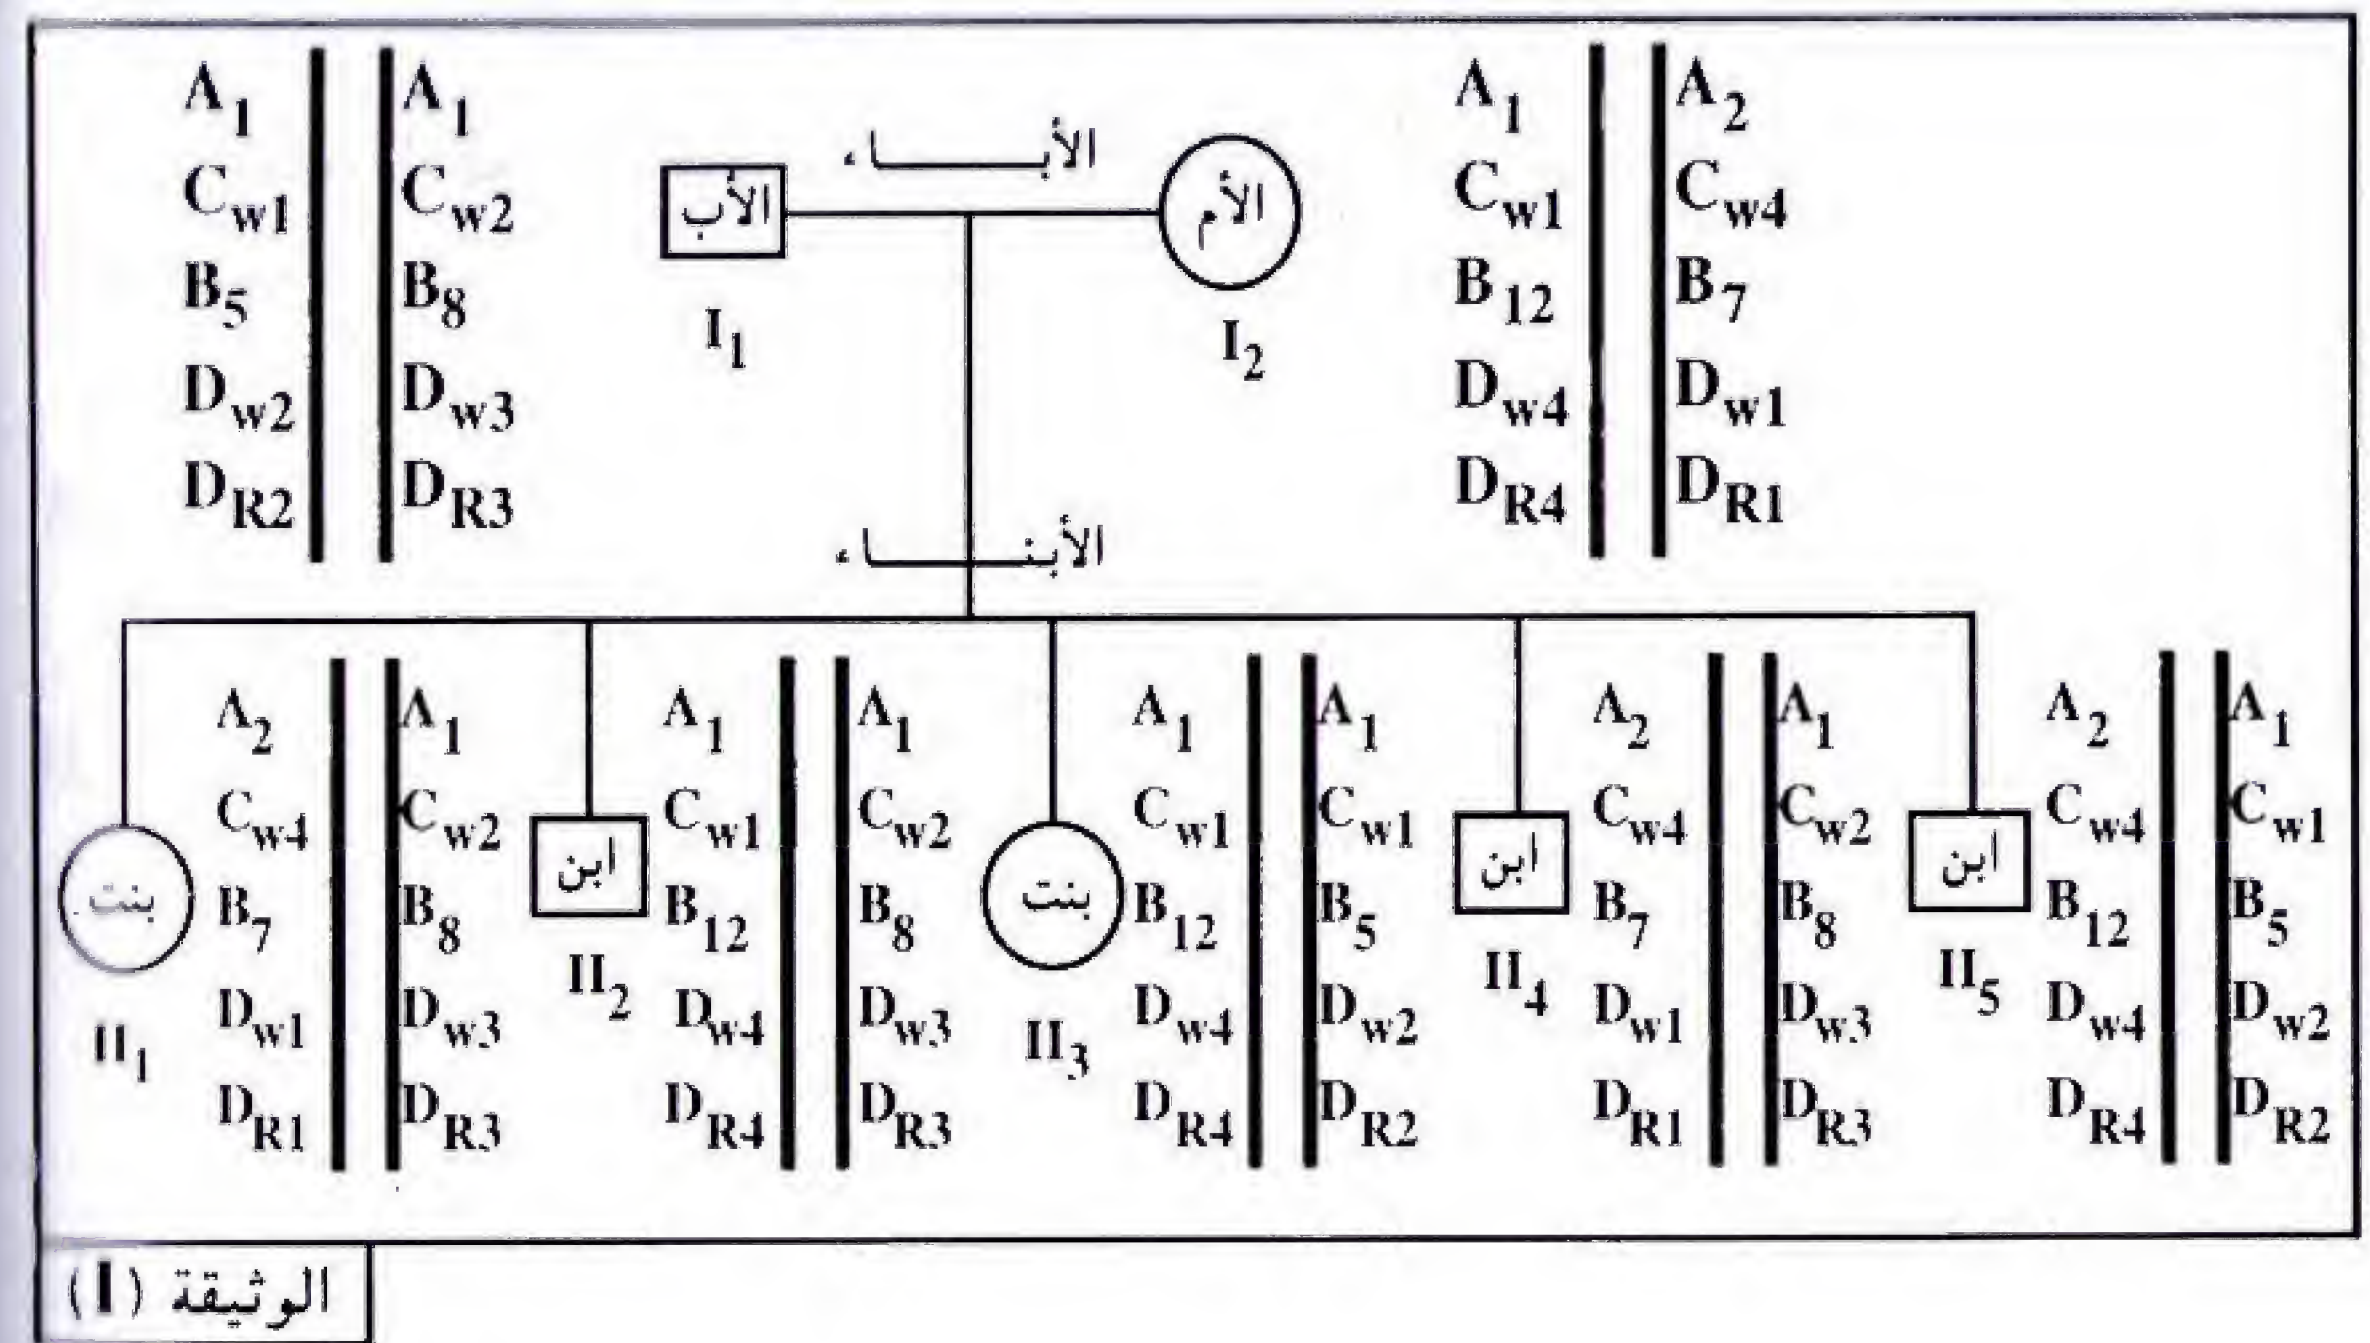 A1 A1 A1 A2
Cw1 Cw2 Cw1 Cw4
B5 B8 B12 B7
Dw2 Dw3 Dw4 Dw1
DR2 DR3 DR4 DR1
الأبـــــاء
الأب
الأم
I1
I2
الأبنـــــاء
A2 A1 A1 A1 A1 A1 A2 A1 A2 A1
Cw4 Cw2 Cw1 Cw2 Cw1 Cw1 Cw4 Cw2 Cw4 Cw1
بنت ابن بنت ابن ابن
B7 B8 B12 B8 B12 B5 B7 B8 B12 B5
II1 II2 II3 II4 II5
Dw1 Dw3 Dw4 Dw3 Dw4 Dw2 Dw1 Dw3 Dw4 Dw2
DR1 DR3 DR4 DR3 DR4 DR2 DR1 DR3 DR4 DR2
الوثيقة (I)